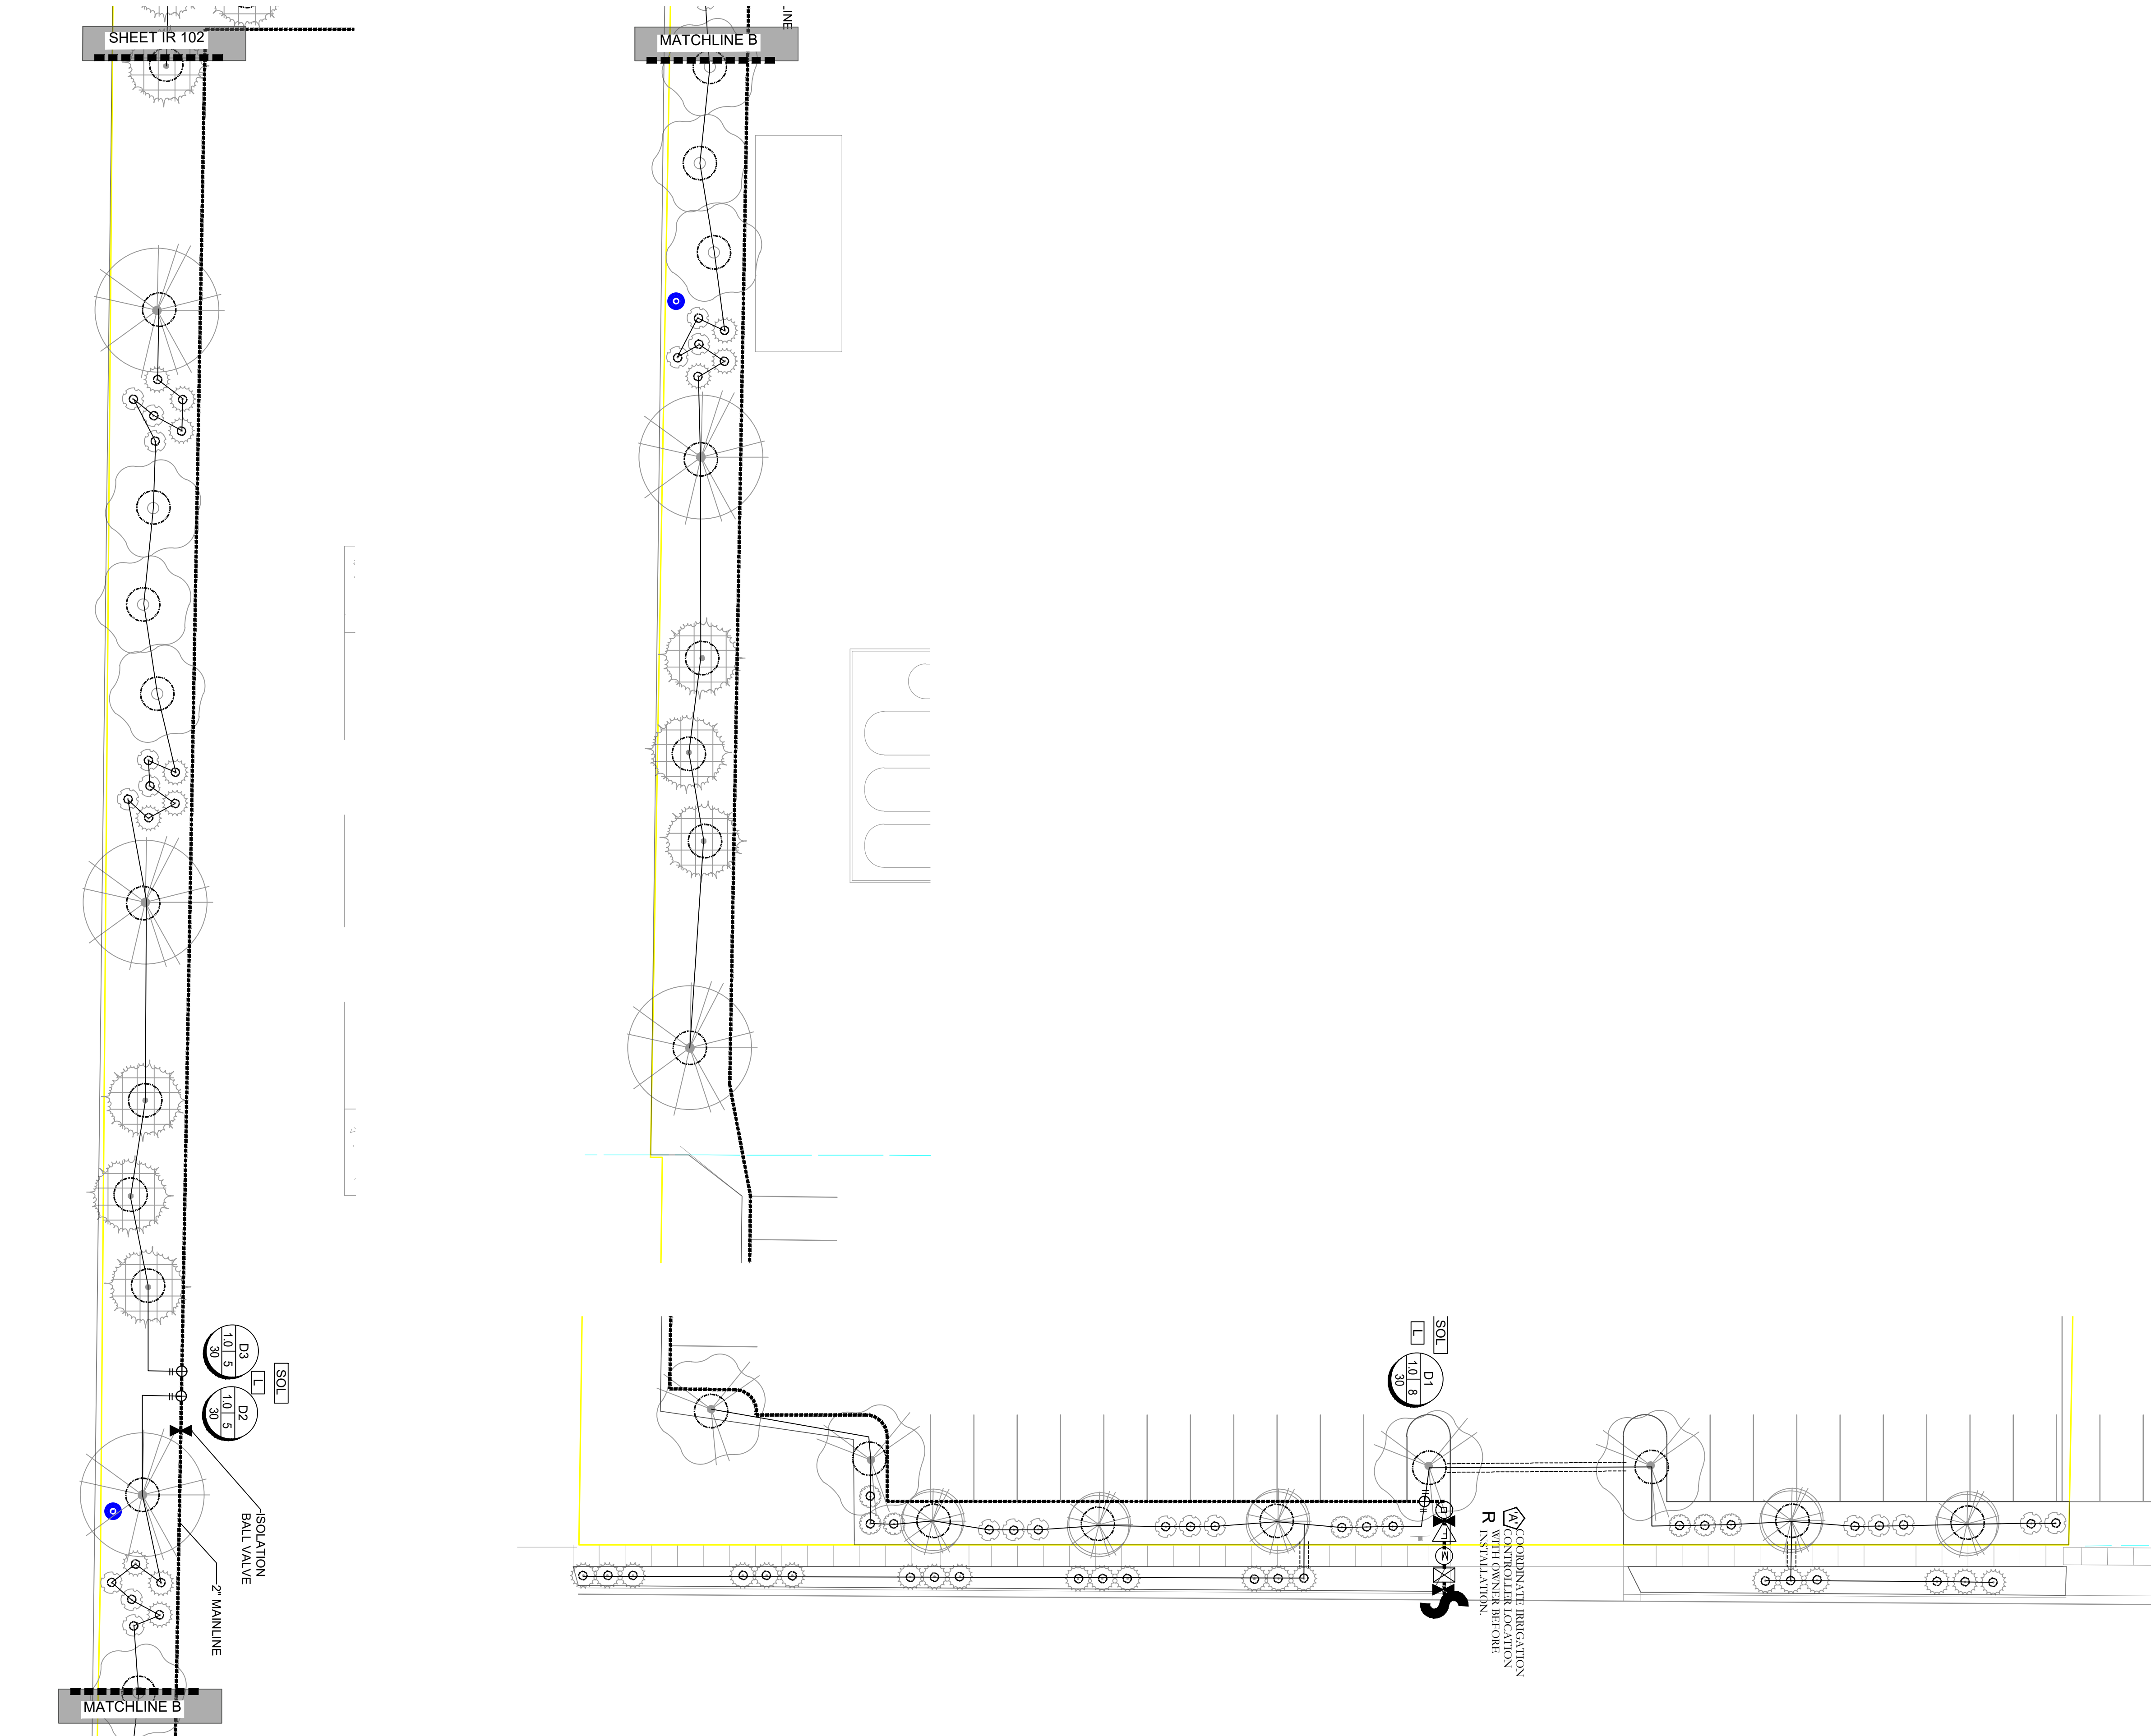 SHEET IR 102
MATCHLINE B
LINE
D3
1.0 5
30
SOL
L
D2
1.0 5
30
ISOLATION
BALL VALVE
2" MAINLINE
MATCHLINE B
SOL
L
D1
1.0 8
30
"A"
COORDINATE IRRIGATION
CONTROLLER LOCATION
WITH OWNER BEFORE
INSTALLATION.
R
M
S